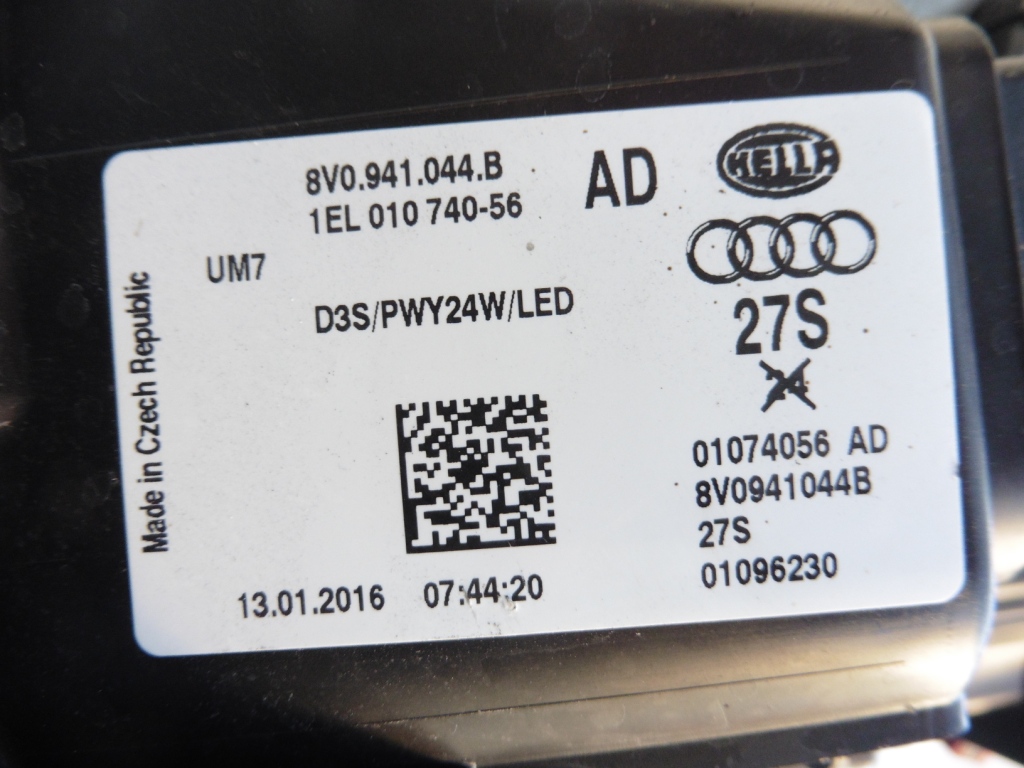 8V0.941.044.B
1EL 010 740-56
AD
HELLA
UM7
D3S/PWY24W/LED
27S
24
Made in Czech Republic
01074056 AD
8V0941044B
27S
01096230
13.01.2016 07:44:20